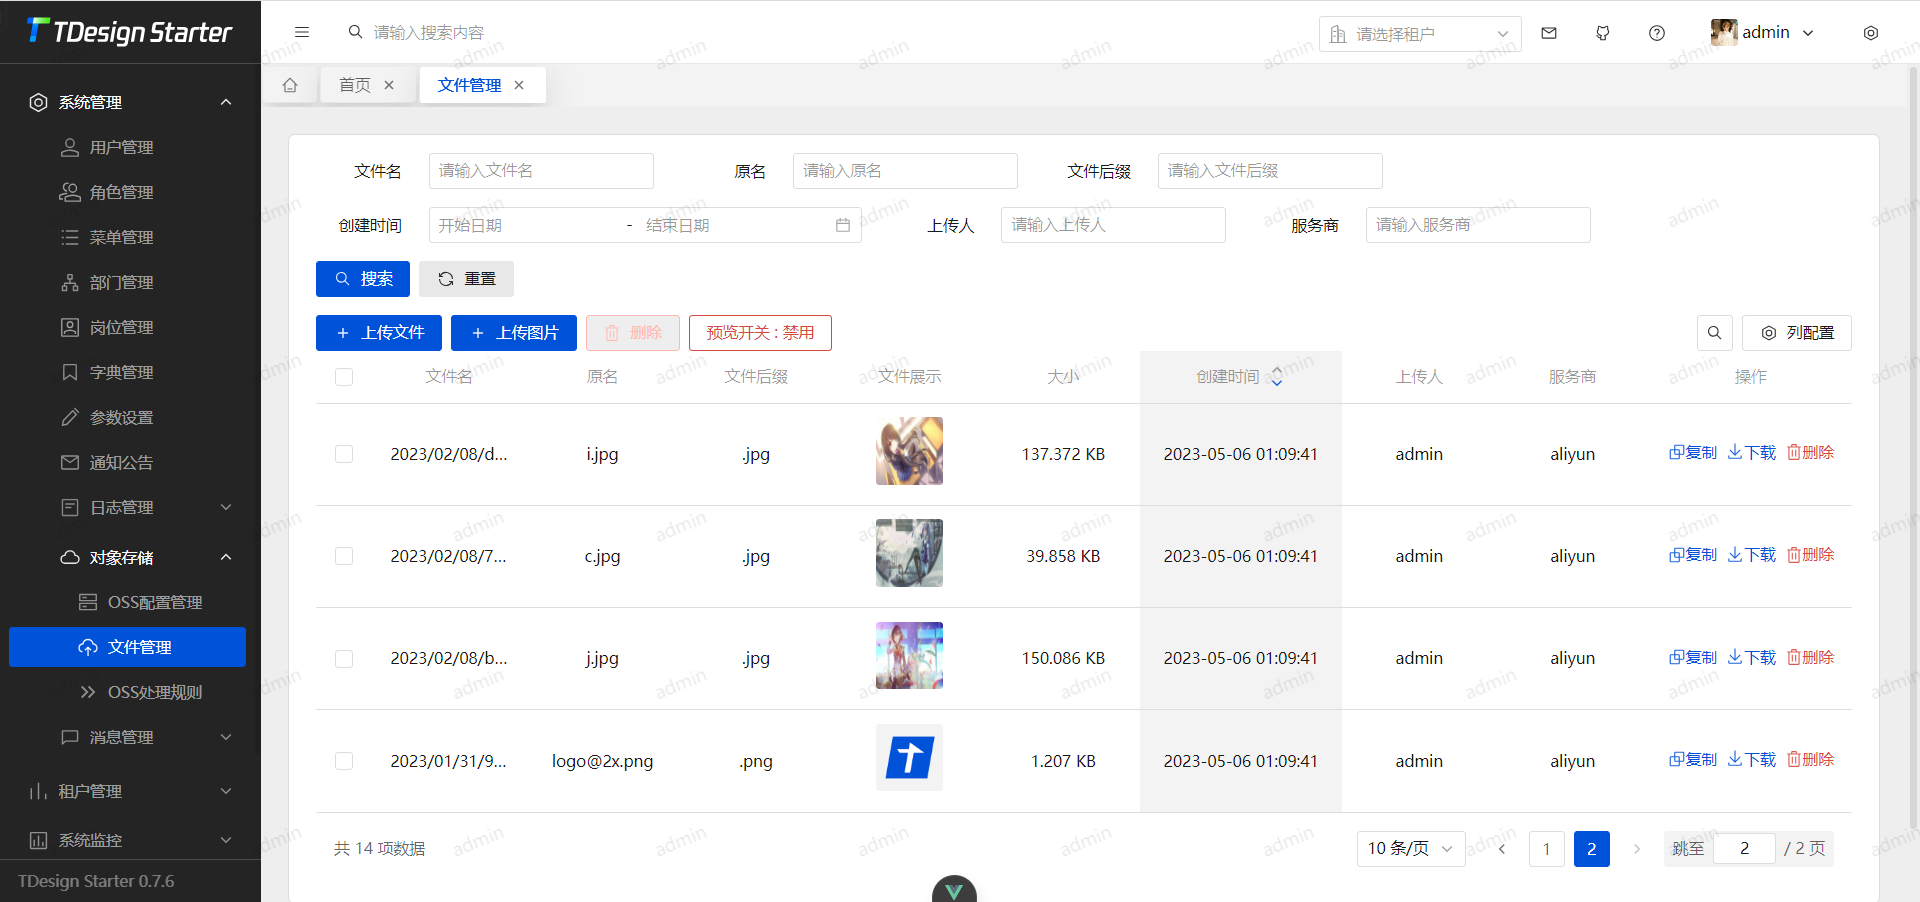 TDesign Starter
请输入搜索内容
请选择租户
admin
系统管理
用户管理
角色管理
菜单管理
部门管理
岗位管理
字典管理
参数设置
通知公告
日志管理
对象存储
OSS配置管理
文件管理
OSS处理规则
消息管理
租户管理
系统监控
TDesign Starter 0.7.6
首页 文件管理
文件名 请输入文件名 原名 请输入原名 文件后缀 请输入文件后缀
创建时间 开始日期 - 结束日期 上传人 请输入上传人 服务商 请输入服务商
搜索 重置
上传文件 上传图片 删除 预览开关 : 禁用 列配置
文件名 原名 文件后缀 文件展示 大小 创建时间 上传人 服务商 操作
2023/02/08/d... i.jpg .jpg 137.372 KB 2023-05-06 01:09:41 admin aliyun 复制 下载 删除
2023/02/08/7... c.jpg .jpg 39.858 KB 2023-05-06 01:09:41 admin aliyun 复制 下载 删除
2023/02/08/b... j.jpg .jpg 150.086 KB 2023-05-06 01:09:41 admin aliyun 复制 下载 删除
2023/01/31/9... logo@2x.png .png 1.207 KB 2023-05-06 01:09:41 admin aliyun 复制 下载 删除
共 14 项数据 10 条/页 1 2 跳至 2 / 2 页